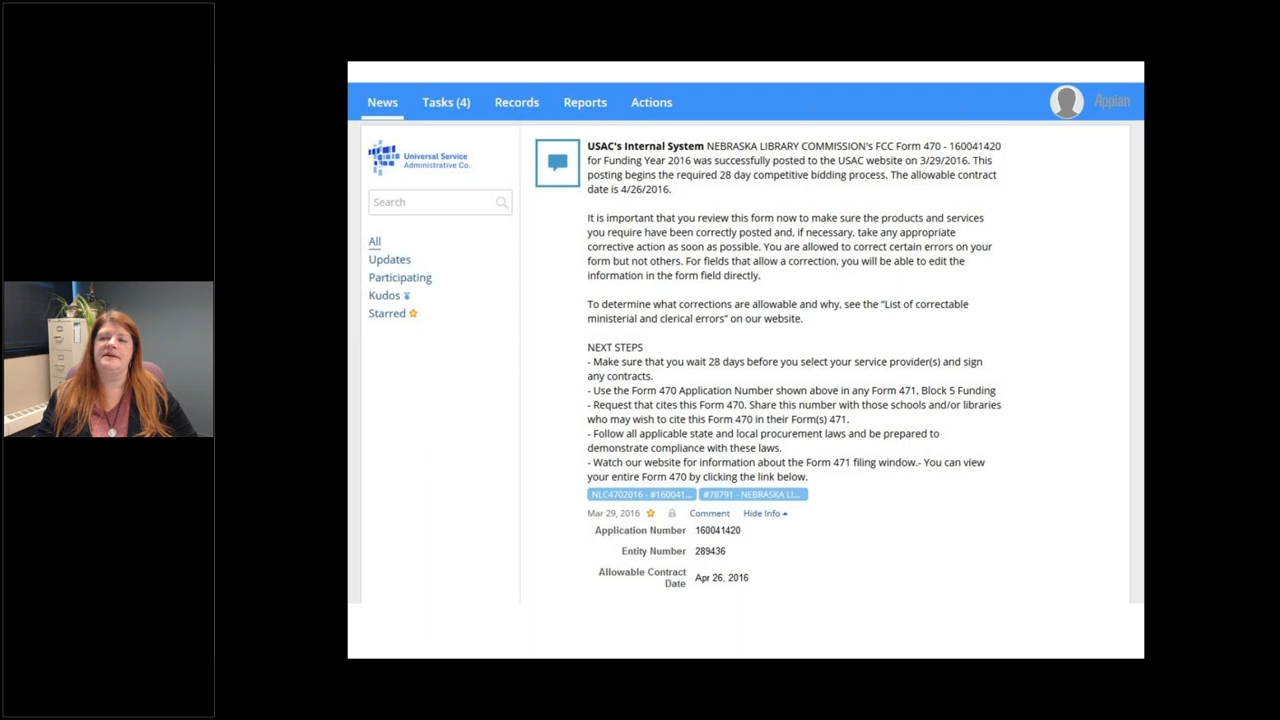 News Tasks (4) Records Reports Actions
Appian
Universal Service
Administrative Co.
Search
All
Updates
Participating
Kudos
Starred
USAC's Internal System NEBRASKA LIBRARY COMMISSION's FCC Form 470 - 160041420
for Funding Year 2016 was successfully posted to the USAC website on 3/29/2016. This
posting begins the required 28 day competitive bidding process. The allowable contract
date is 4/26/2016.
It is important that you review this form now to make sure the products and services
you require have been correctly posted and, if necessary, take any appropriate
corrective action as soon as possible. You are allowed to correct certain errors on your
form but not others. For fields that allow a correction, you will be able to edit the
information in the form field directly.
To determine what corrections are allowable and why, see the “List of correctable
ministerial and clerical errors” on our website.
NEXT STEPS
- Make sure that you wait 28 days before you select your service provider(s) and sign
any contracts.
- Use the Form 470 Application Number shown above in any Form 471, Block 5 Funding
- Request that cites this Form 470. Share this number with those schools and/or libraries
who may wish to cite this Form 470 in their Form(s) 471.
- Follow all applicable state and local procurement laws and be prepared to
demonstrate compliance with these laws.
- Watch our website for information about the Form 471 filing window.- You can view
your entire Form 470 by clicking the link below.
NLC4702016 - #160041... #78791 - NEBRASKA LI...
Mar 29, 2016 Comment Hide Info
Application Number 160041420
Entity Number 289436
Allowable Contract
Date Apr 26, 2016